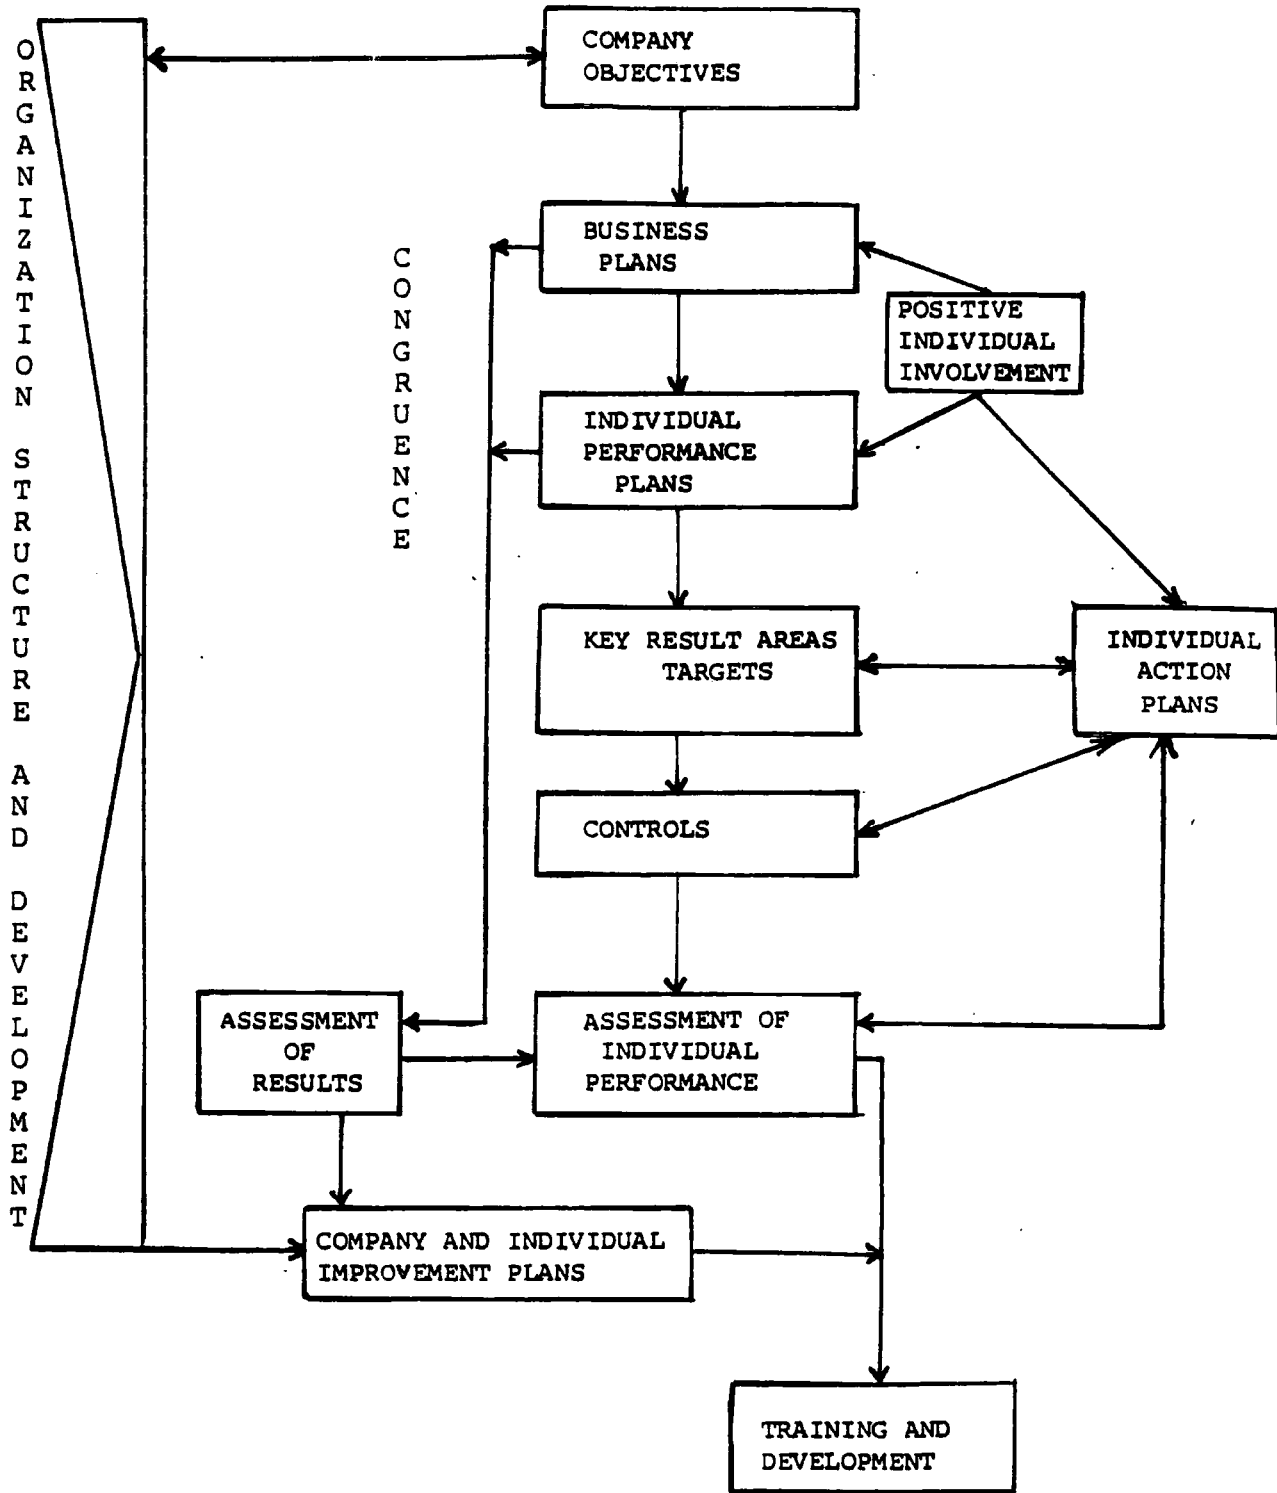 ORGANIZATION STRUCTURE AND DEVELOPMENT
COMPANY
OBJECTIVES
BUSINESS
PLANS
CONGRUENCE
POSITIVE
INDIVIDUAL
INVOLVEMENT
INDIVIDUAL
PERFORMANCE
PLANS
KEY RESULT AREAS
TARGETS
INDIVIDUAL
ACTION
PLANS
CONTROLS
ASSESSMENT
OF
RESULTS
ASSESSMENT OF
INDIVIDUAL
PERFORMANCE
COMPANY AND INDIVIDUAL
IMPROVEMENT PLANS
TRAINING AND
DEVELOPMENT